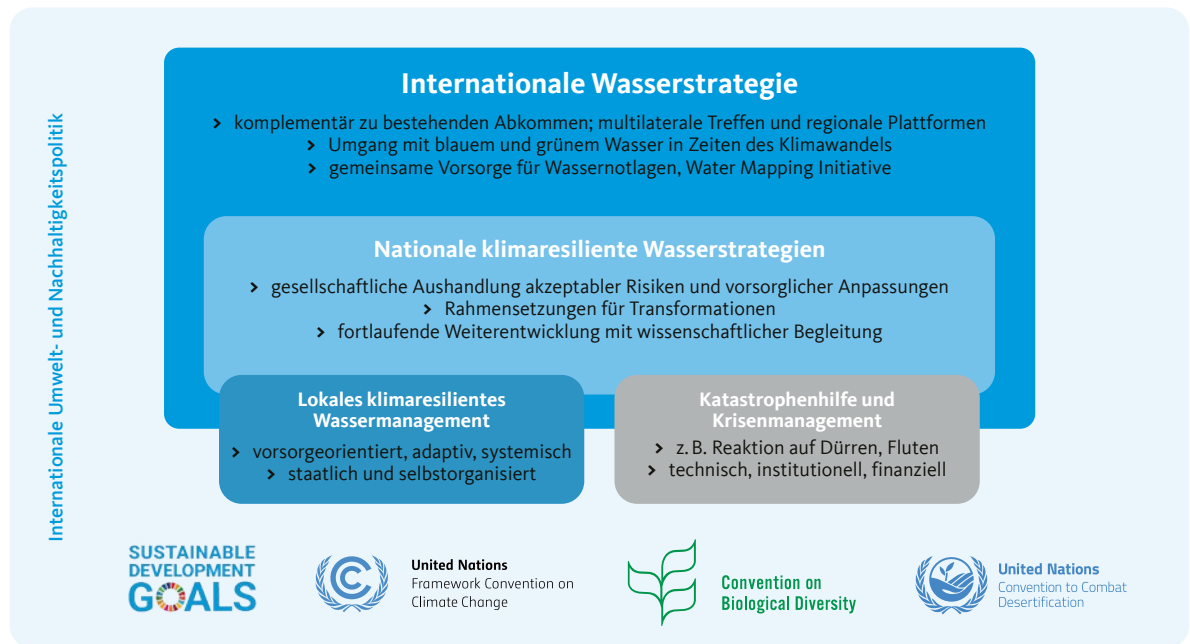 Internationale Umwelt- und Nachhaltigkeitspolitik
Internationale Wasserstrategie
> komplementär zu bestehenden Abkommen; multilaterale Treffen und regionale Plattformen
> Umgang mit blauem und grünem Wasser in Zeiten des Klimawandels
> gemeinsame Vorsorge für Wassernotlagen, Water Mapping Initiative
Nationale klimaresiliente Wasserstrategien
> gesellschaftliche Aushandlung akzeptabler Risiken und vorsorglicher Anpassungen
> Rahmensetzungen für Transformationen
> fortlaufende Weiterentwicklung mit wissenschaftlicher Begleitung
Lokales klimaresilientes
Wassermanagement
> vorsorgeorientiert, adaptiv, systemisch
> staatlich und selbstorganisiert
Katastrophenhilfe und
Krisenmanagement
> z. B. Reaktion auf Dürren, Fluten
> technisch, institutionell, finanziell
SUSTAINABLE
DEVELOPMENT
GOALS
United Nations
Framework Convention on
Climate Change
Convention on
Biological Diversity
United Nations
Convention to Combat
Desertification